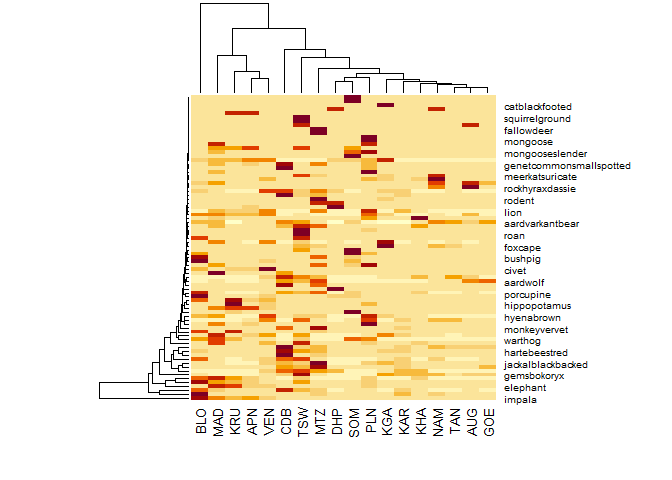 catblackfooted
squirrelground
fallowdeer
mongoose
mongooseslender
genetcommonsmallspotted
meerkatsuricate
rockhyraxdassie
rodent
lion
aardvarkantbear
roan
foxcape
bushpig
civet
aardwolf
porcupine
hippopotamus
hyenabrown
monkeyvervet
warthog
hartebeestred
jackalblackbacked
gemsbokoryx
elephant
impala
BLO
MAD
KRU
APN
VEN
CDB
TSW
MTZ
DHP
SOM
PLN
KGA
KAR
KHA
NAM
TAN
AUG
GOE